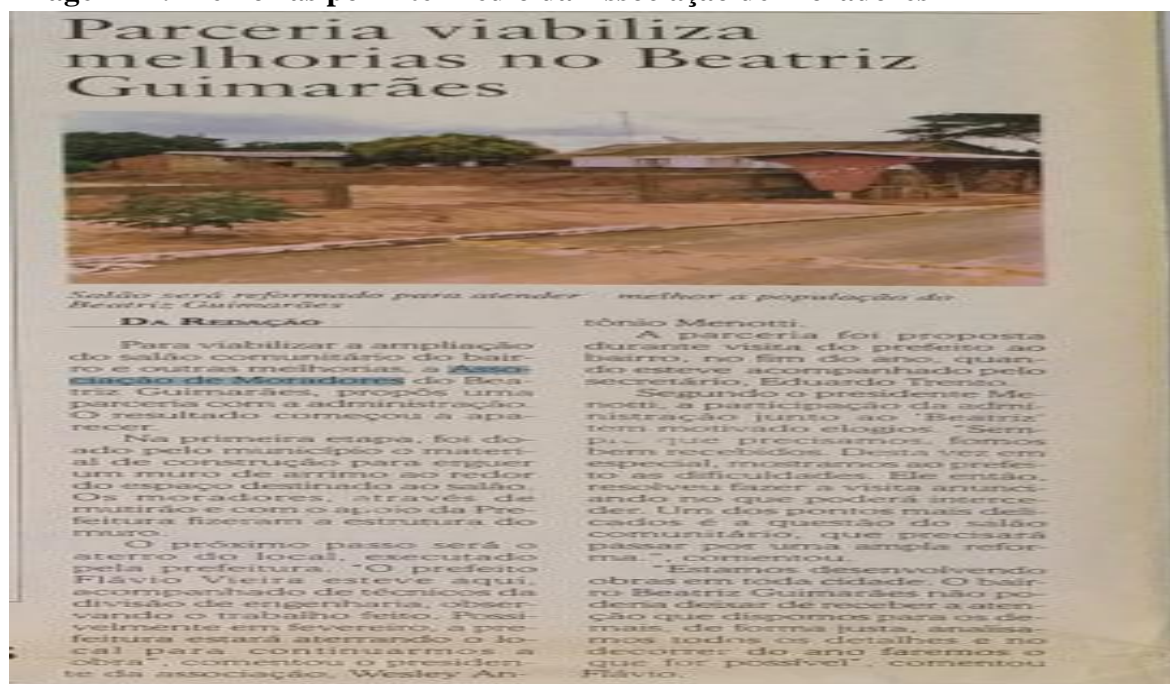 Parceria viabiliza
melhorias no Beatriz
Guimarães
Salão será reformado para atender melhor a população do
Beatriz Guimarães
DA REDAÇÃO
Para viabilizar a ampliação
do salão comunitário do bair-
ro e outras melhorias, a Asso-
ciação de Moradores do Bea-
triz Guimarães, propôs uma
parceria com a administração.
O resultado começou a apa-
recer.
Na primeira etapa, foi do-
ado pelo município o materi-
al de construção para erguer
um muro de arrimo ao redor
do espaço destinado ao salão.
Os moradores, através de
mutirão e com o apoio da Pre-
feitura fizeram a estrutura do
muro.
O próximo passo será o
aterro do local, executado
pela prefeitura. "O prefeito
Flávio Vieira esteve aqui,
acompanhado de técnicos da
divisão de engenharia, obser-
vando o trabalho feito. Possi-
velmente em fevereiro, a pre-
feitura estará aterrando o lo-
cal para continuarmos a
obra", comentou o presiden-
te da associação, Wesley An-
tônio Menotti.
A parceria foi proposta
durante visita do prefeito ao
bairro, no fim do ano, quan-
do esteve acompanhado pelo
secretário, Eduardo Trenso.
Segundo o presidente Me-
notti, a participação da admi-
nistração junto ao "Beatriz"
tem motivado elogios. "Sem-
pre que precisamos, fomos
bem recebidos. Desta vez em
especial, mostramos ao prefei-
to as dificuldades. Ele então,
resolveu fazer a visita anunci-
ando no que poderá interce-
der. Um dos pontos mais deli-
cados é a questão do salão
comunitário, que precisará
passar por uma ampla refor-
ma.", comentou.
"Estamos desenvolvendo
obras em toda cidade. O bair-
ro Beatriz Guimarães não po-
deria deixar de receber a aten-
ção que dispomos para os de-
mais, de forma justa,
mos todos os detalhes e no
decorrer do ano faremos o
que for possível", comentou
Flávio.